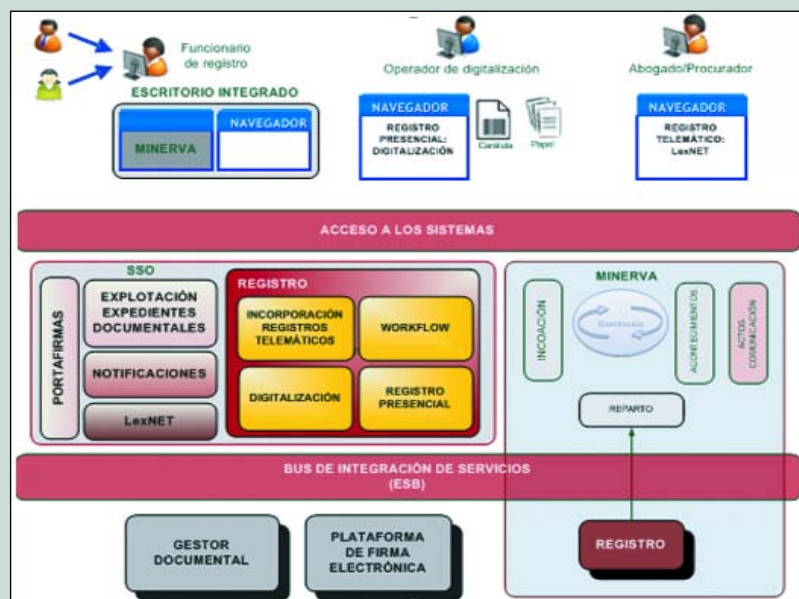 Funcionario
de registro
ESCRITORIO INTEGRADO
NAVEGADOR
MINERVA
Operador de digitalización
NAVEGADOR
REGISTRO
PRESENCIAL:
DIGITALIZACIÓN
Carátula
Papel
Abogado/Procurador
NAVEGADOR
REGISTRO
TELEMÁTICO:
LexNET
ACCESO A LOS SISTEMAS
SSO
PORTAFIRMAS
EXPLOTACIÓN
EXPEDIENTES
DOCUMENTALES
NOTIFICACIONES
LexNET
REGISTRO
INCORPORACIÓN
REGISTROS
TELEMÁTICOS
WORKFLOW
DIGITALIZACIÓN
REGISTRO
PRESENCIAL
MINERVA
INCOACIÓN
ACONTECIMIENTOS
ACTOS
COMUNICACIÓN
REPARTO
BUS DE INTEGRACIÓN DE SERVICIOS
(ESB)
GESTOR
DOCUMENTAL
PLATAFORMA
DE FIRMA
ELECTRÓNICA
REGISTRO